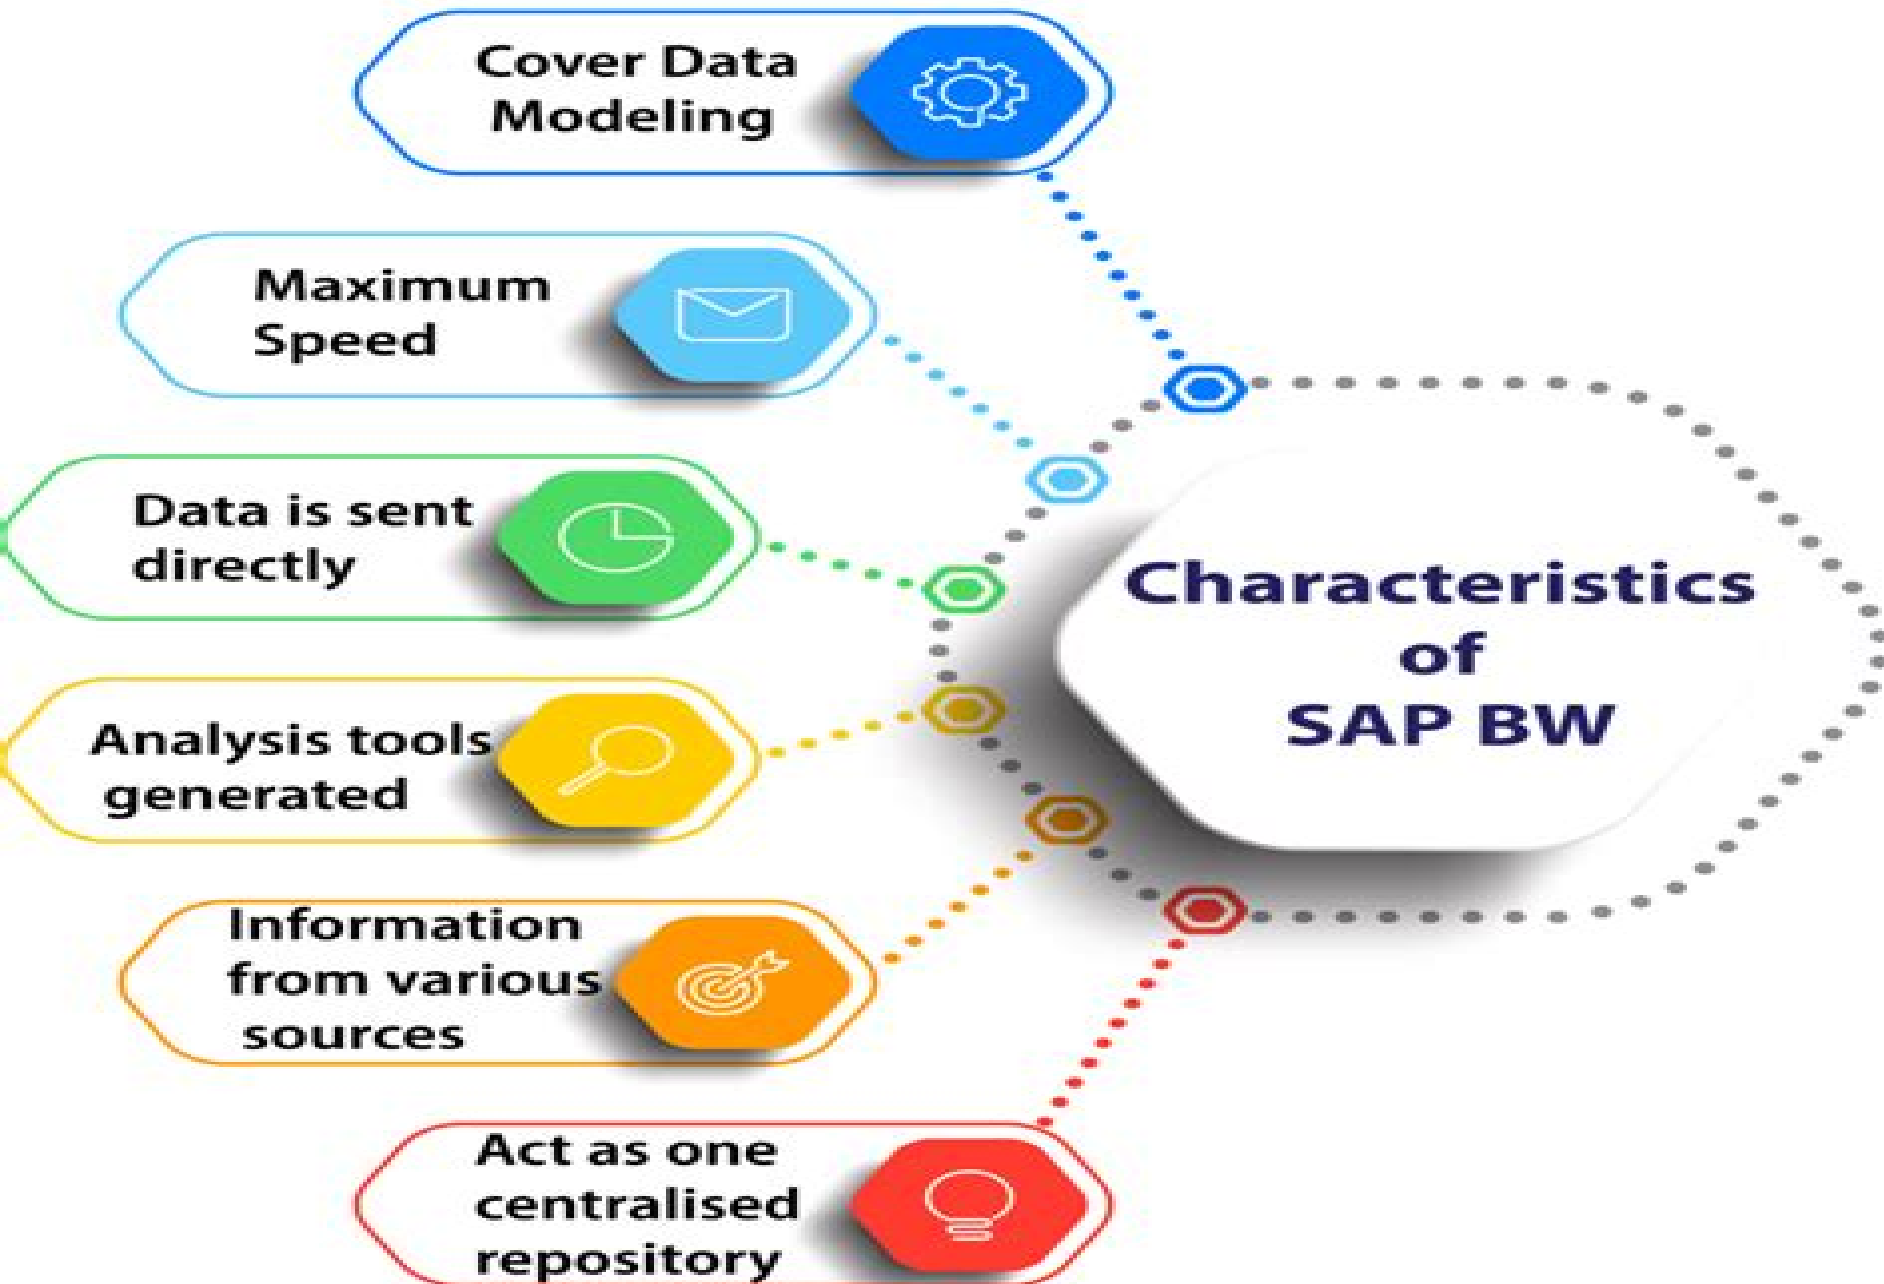 Cover Data
Modeling
Maximum
Speed
Data is sent
directly
Analysis tools
generated
Information
from various
sources
Act as one
centralised
repository
Characteristics
of
SAP BW